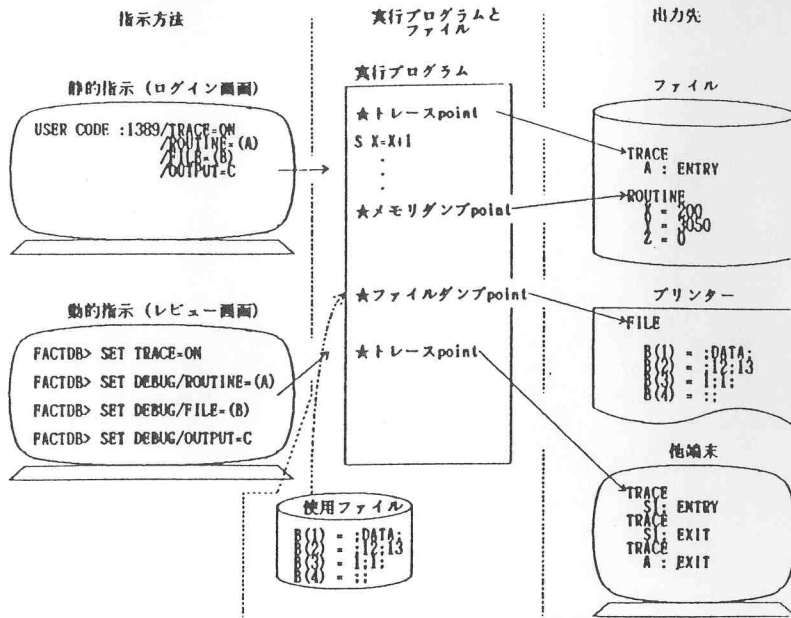 指示方法
静的指示（ログイン画面）
USER CODE :1389/TRACE=ON
/ROUTINE=(A)
/FILE=(B)
/OUTPUT=C
動的指示（レビュー画面）
FACTDB> SET TRACE=ON
FACTDB> SET DEBUG/ROUTINE=(A)
FACTDB> SET DEBUG/FILE=(B)
FACTDB> SET DEBUG/OUTPUT=C
実行プログラムと
ファイル
実行プログラム
★トレースpoint
S X=X+1
.
.
.
★メモリダンプpoint
★ファイルダンプpoint
★トレースpoint
使用ファイル
B(1) = ;DATA;
B(2) = ;12;13
B(3) = 1;1;
B(4) = ;;
出力先
ファイル
TRACE
A : ENTRY
ROUTINE
X = 200
Y = 3050
Z = 0
プリンター
FILE
B(1) = ;DATA;
B(2) = ;12;13
B(3) = 1;1;
B(4) = ;;
他端末
TRACE
S1: ENTRY
TRACE
S1: EXIT
TRACE
A : EXIT